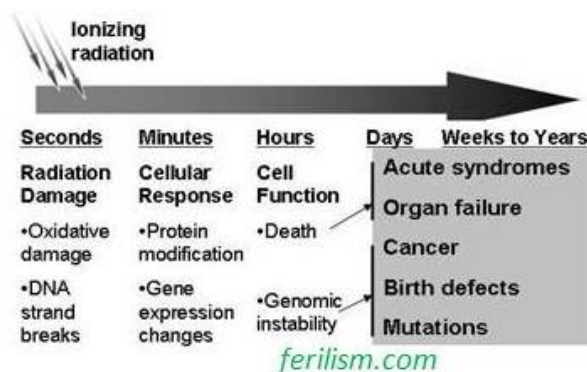 Ionizing
radiation
Seconds Minutes Hours Days Weeks to Years
Radiation
Damage
•Oxidative
damage
•DNA
strand
breaks
Cellular
Response
•Protein
modification
•Gene
expression
changes
Cell
Function
•Death
•Genomic
instability
Acute syndromes
Organ failure
Cancer
Birth defects
Mutations
ferilism.com